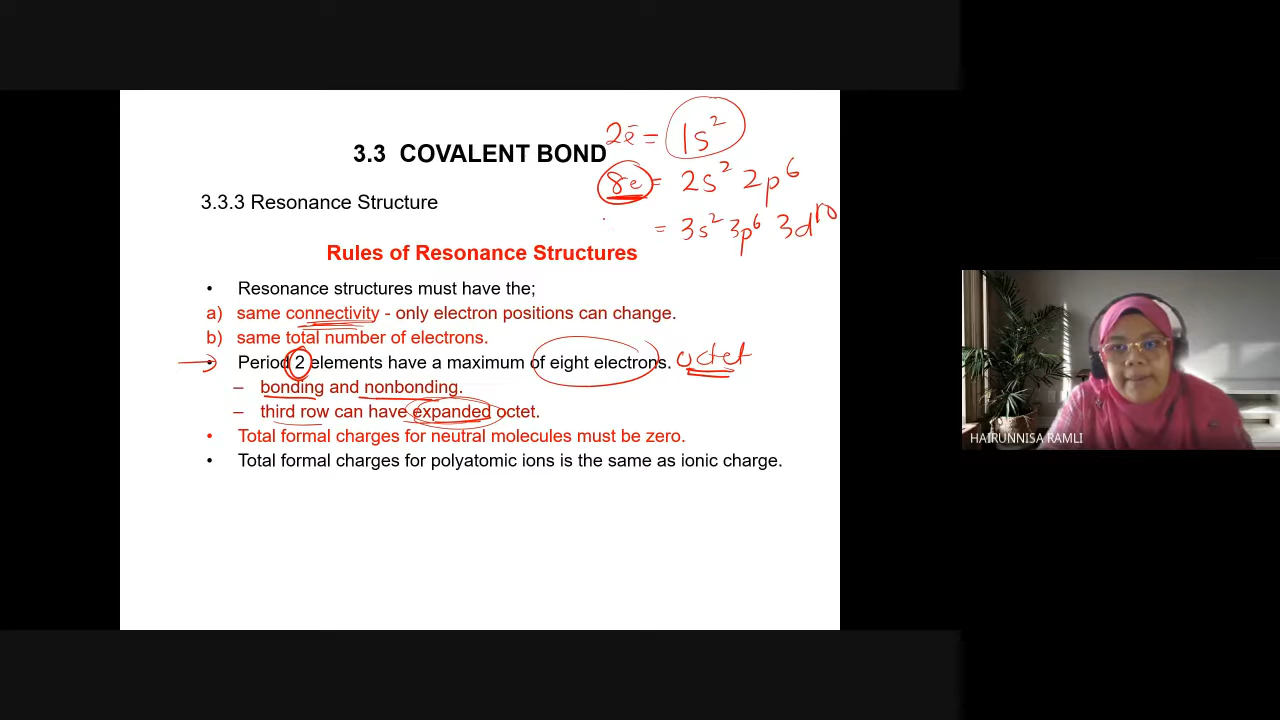 2ē = 1s²
3.3 COVALENT BOND
8e = 2s² 2p⁶
3.3.3 Resonance Structure
= 3s² 3p⁶ 3d¹⁰
Rules of Resonance Structures
• Resonance structures must have the;
a) same connectivity - only electron positions can change.
b) same total number of electrons.
• Period 2 elements have a maximum of eight electrons. octet
– bonding and nonbonding.
– third row can have expanded octet.
• Total formal charges for neutral molecules must be zero.
• Total formal charges for polyatomic ions is the same as ionic charge.
HAIRUNNISA RAMLI